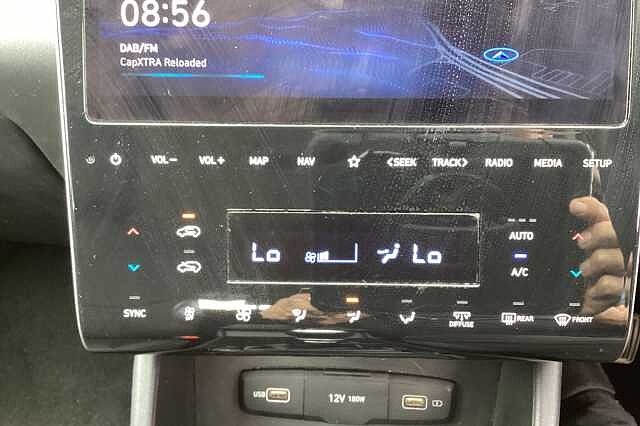 08:56
DAB/FM
CapXTRA Reloaded
VOL− VOL+ MAP NAV <SEEK TRACK> RADIO MEDIA SETUP
Lo Lo
AUTO
A/C
SYNC
DIFFUSE
REAR
FRONT
USB
12V 180W